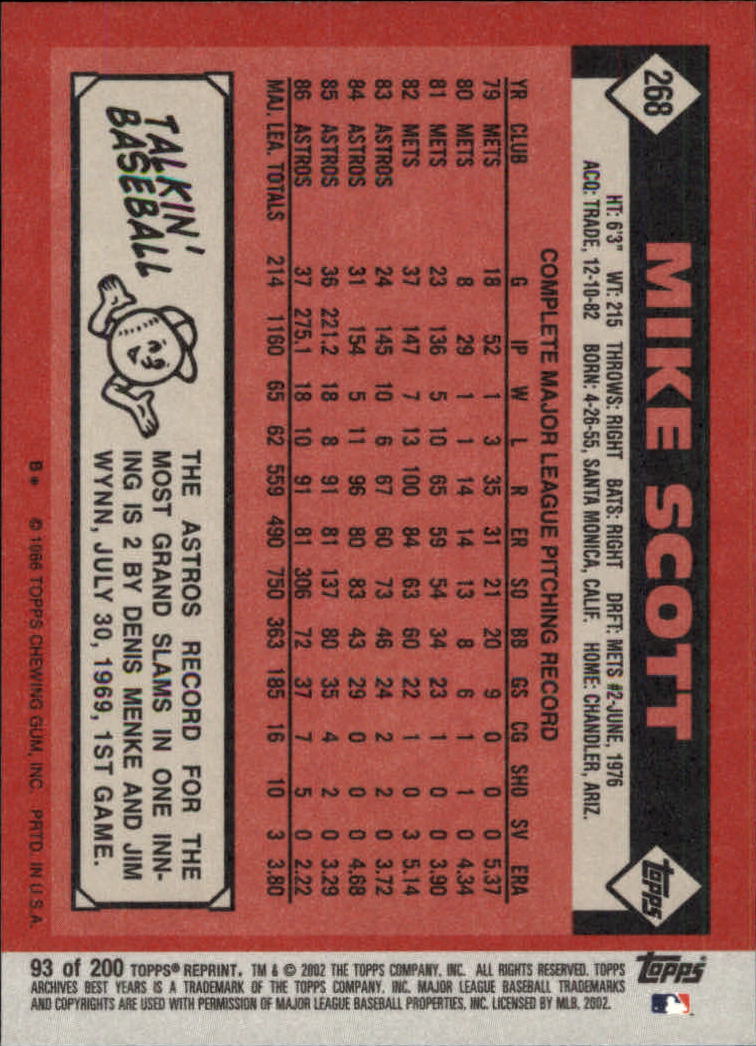 268
MIKE SCOTT
topps
HT: 6'3" WT: 215 THROWS: RIGHT BATS: RIGHT DRFT: METS #2-JUNE, 1976
ACQ: TRADE, 12-10-82 BORN: 4-26-55, SANTA MONICA, CALIF. HOME: CHANDLER, ARIZ.
COMPLETE MAJOR LEAGUE PITCHING RECORD
YR CLUB G IP W L R ER SO BB GS CG SHO SV ERA
79 METS 18 52 1 3 35 31 21 20 9 0 0 0 5.37
80 METS 8 29 1 1 14 14 13 8 6 1 1 0 4.34
81 METS 23 136 5 10 65 59 54 34 23 1 0 0 3.90
82 METS 37 147 7 13 100 84 63 60 22 1 0 3 5.14
83 ASTROS 24 145 10 6 67 60 73 46 24 2 2 0 3.72
84 ASTROS 31 154 5 11 96 80 83 43 29 0 0 0 4.68
85 ASTROS 36 221.2 18 8 91 81 137 80 35 4 2 0 3.29
86 ASTROS 37 275.1 18 10 91 81 306 72 37 7 5 0 2.22
MAJ. LEA. TOTALS 214 1160 65 62 559 490 750 363 185 16 10 3 3.80
TALKIN'
BASEBALL
THE ASTROS RECORD FOR THE
MOST GRAND SLAMS IN ONE INN-
ING IS 2 BY DENIS MENKE AND JIM
WYNN, JULY 30, 1969, 1ST GAME.
B* © 1986 TOPPS CHEWING GUM, INC. PRTD. IN U.S.A.
93 of 200 TOPPS® REPRINT. TM & © 2002 THE TOPPS COMPANY, INC. ALL RIGHTS RESERVED. TOPPS
ARCHIVES BEST YEARS IS A TRADEMARK OF THE TOPPS COMPANY, INC. MAJOR LEAGUE BASEBALL TRADEMARKS
AND COPYRIGHTS ARE USED WITH PERMISSION OF MAJOR LEAGUE BASEBALL PROPERTIES, INC. LICENSED BY MLB, 2002.
topps